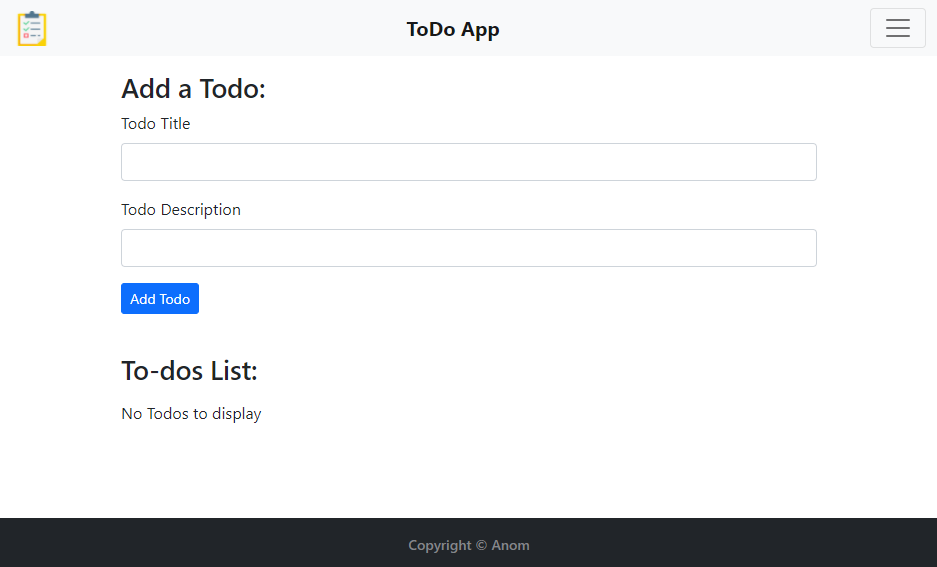 ToDo App
Add a Todo:
Todo Title
Todo Description
Add Todo
To-dos List:
No Todos to display
Copyright © Anom